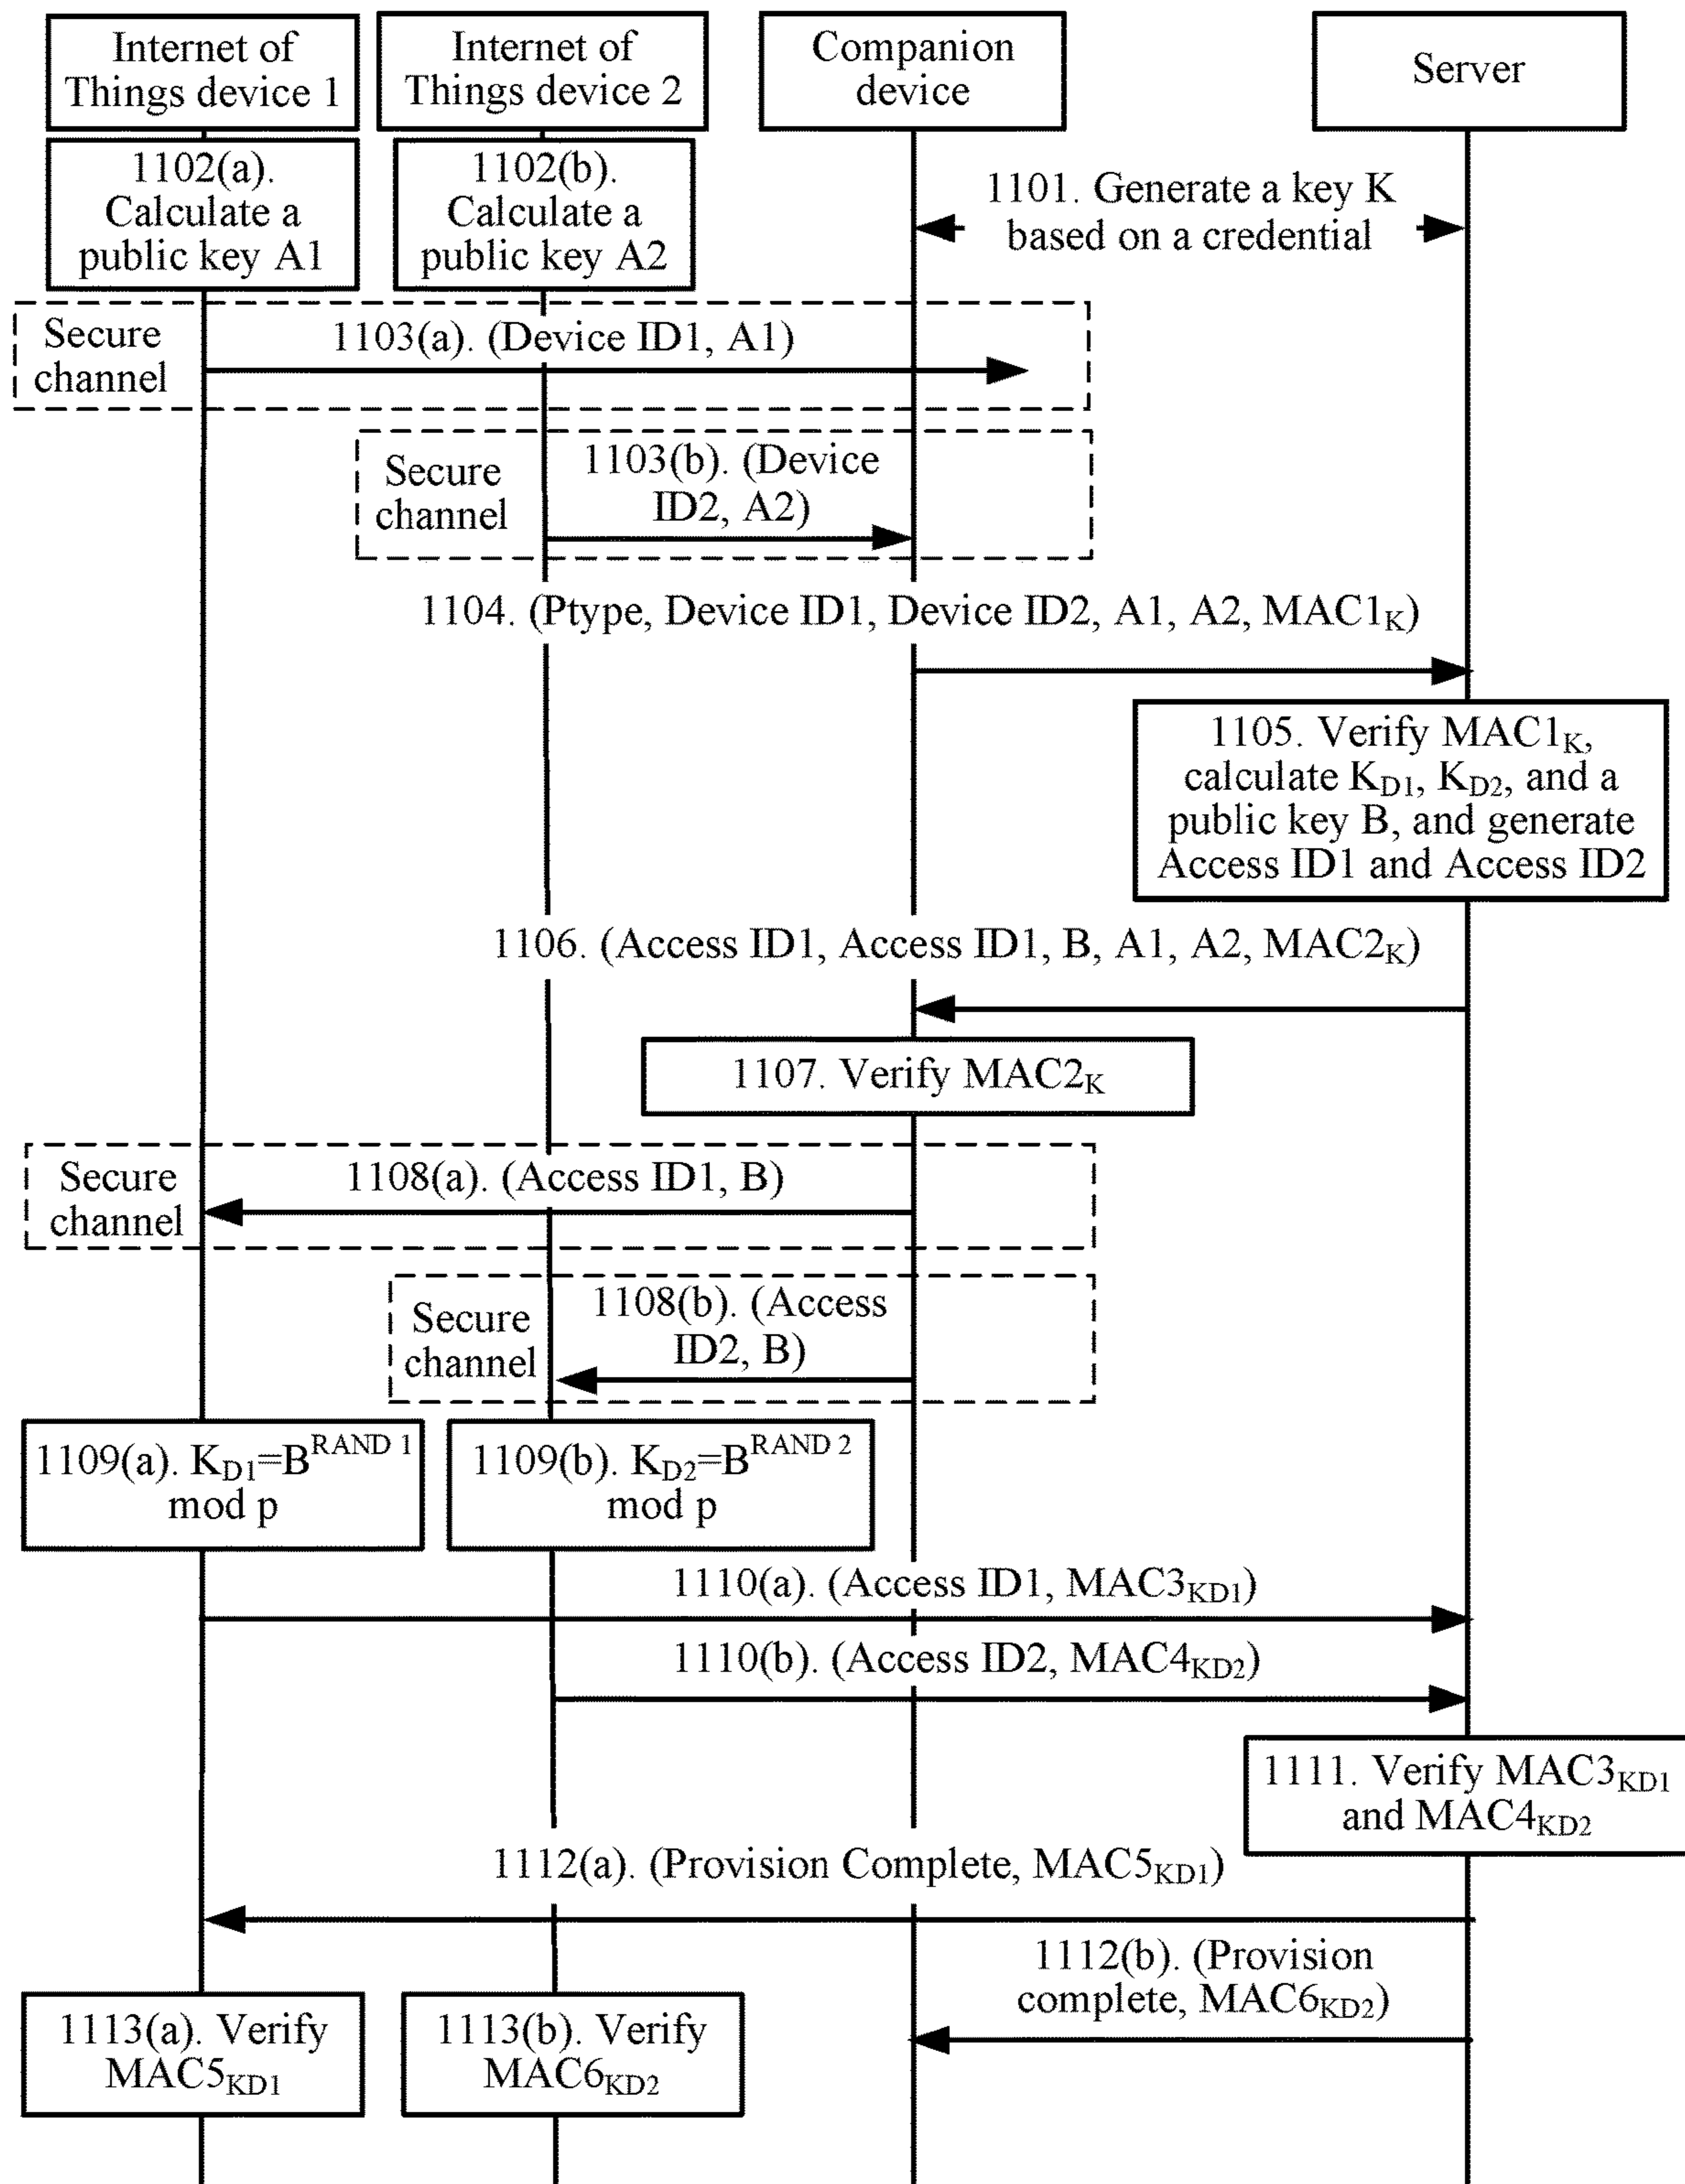 Internet of
Things device 1
Internet of
Things device 2
Companion
device
Server
1102(a).
Calculate a
public key A1
1102(b).
Calculate a
public key A2
1101. Generate a key K
based on a credential
Secure
channel
1103(a). (Device ID1, A1)
Secure
channel
1103(b). (Device
ID2, A2)
1104. (Ptype, Device ID1, Device ID2, A1, A2, MAC1K)
1105. Verify MAC1K,
calculate KD1, KD2, and a
public key B, and generate
Access ID1 and Access ID2
1106. (Access ID1, Access ID1, B, A1, A2, MAC2K)
1107. Verify MAC2K
Secure
channel
1108(a). (Access ID1, B)
Secure
channel
1108(b). (Access
ID2, B)
1109(a). KD1=B^RAND 1
mod p
1109(b). KD2=B^RAND 2
mod p
1110(a). (Access ID1, MAC3KD1)
1110(b). (Access ID2, MAC4KD2)
1111. Verify MAC3KD1
and MAC4KD2
1112(a). (Provision Complete, MAC5KD1)
1112(b). (Provision
complete, MAC6KD2)
1113(a). Verify
MAC5KD1
1113(b). Verify
MAC6KD2